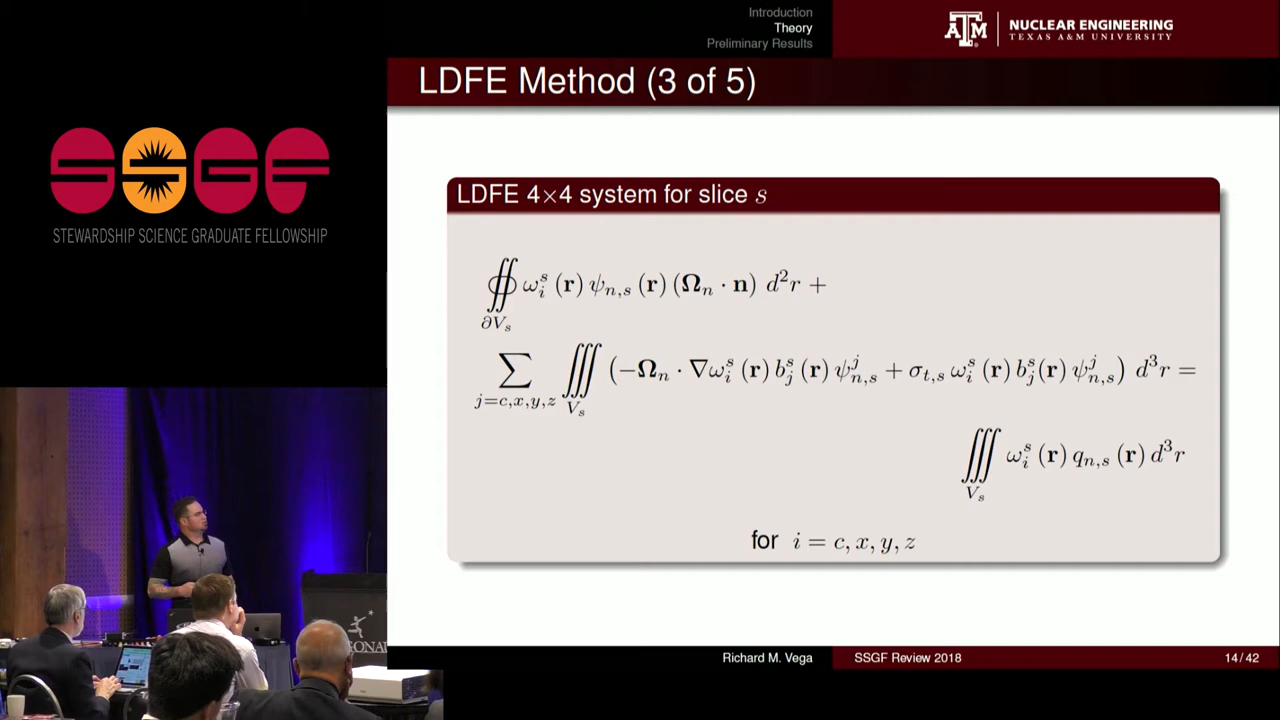 Introduction
Theory
Preliminary Results
ATM
NUCLEAR ENGINEERING
TEXAS A&M UNIVERSITY
LDFE Method (3 of 5)
SSGF
STEWARDSHIP SCIENCE GRADUATE FELLOWSHIP
LDFE 4×4 system for slice s
∯_{∂V_s} ω_i^s (r) ψ_{n,s} (r) (Ω_n · n) d²r +
∑_{j=c,x,y,z} ∭_{V_s} (−Ω_n · ∇ω_i^s (r) b_j^s (r) ψ_{n,s}^j + σ_{t,s} ω_i^s (r) b_j^s(r) ψ_{n,s}^j) d³r =
∭_{V_s} ω_i^s (r) q_{n,s} (r) d³r
for i = c, x, y, z
Richard M. Vega
SSGF Review 2018
14 / 42